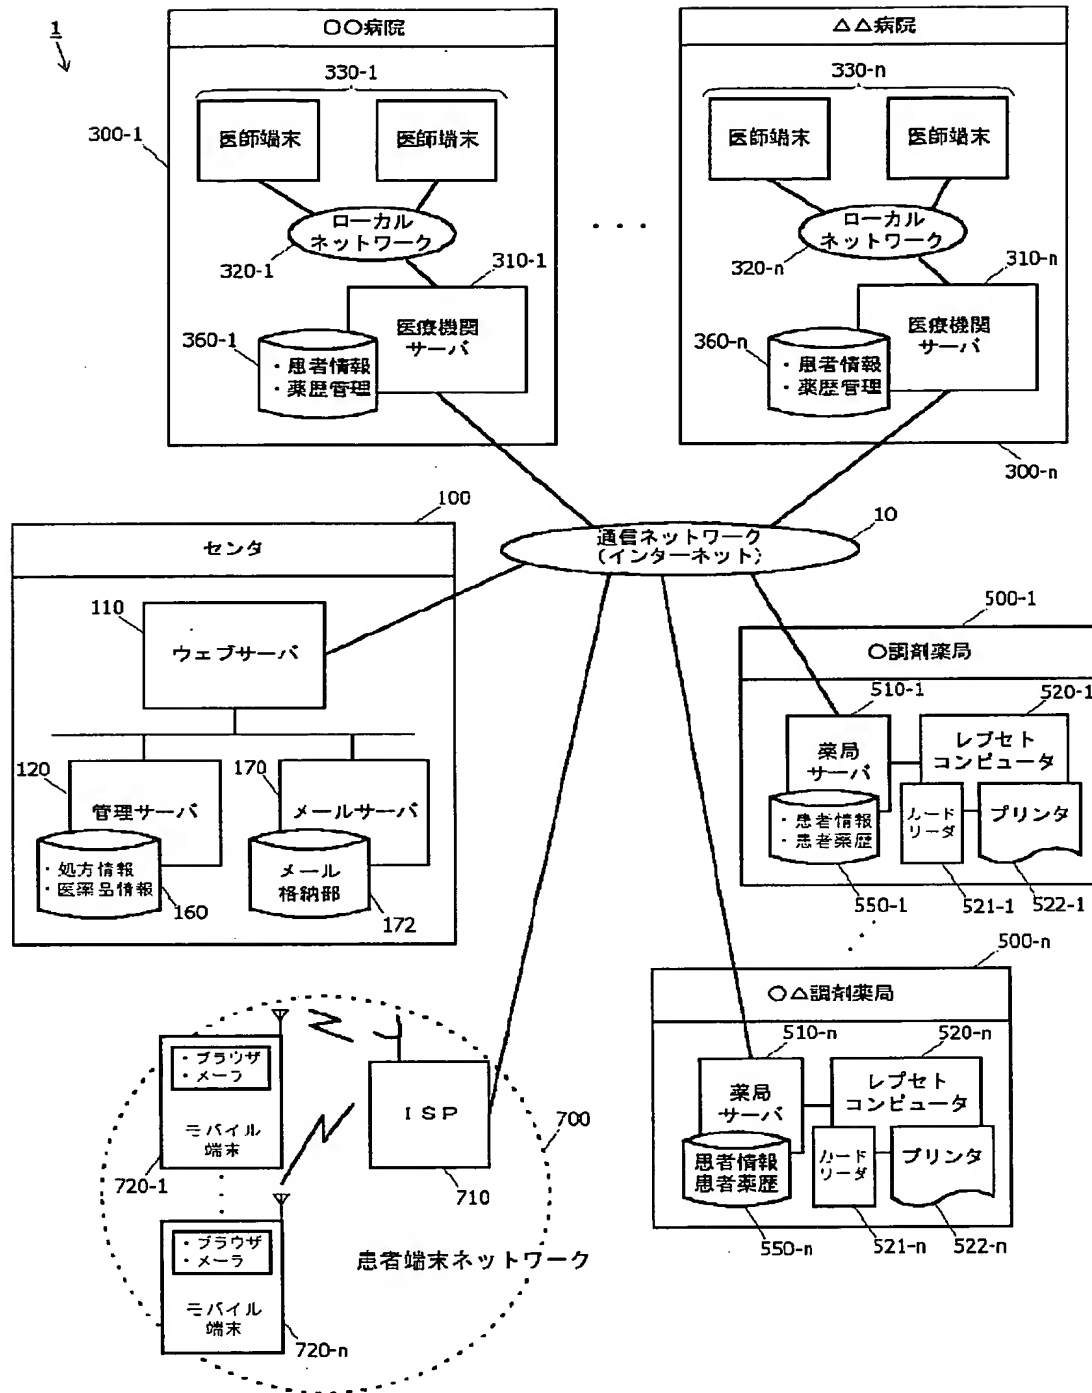 1
〇〇病院
330-1
300-1
医師端末
医師端末
ローカル
ネットワーク
320-1
310-1
医療機関
サーバ
360-1
・患者情報
・薬歴管理
・・・
△△病院
330-n
医師端末
医師端末
ローカル
ネットワーク
320-n
310-n
医療機関
サーバ
360-n
・患者情報
・薬歴管理
300-n
通信ネットワーク
(インターネット)
10
100
センタ
110
ウェブサーバ
120
管理サーバ
・処方情報
・医薬品情報
160
170
メールサーバ
メール
格納部
172
500-1
〇調剤薬局
510-1
520-1
薬局
サーバ
レプセト
コンピュータ
・患者情報
・患者薬歴
カード
リーダ
プリンタ
550-1
521-1
522-1
500-n
〇△調剤薬局
510-n
520-n
薬局
サーバ
レプセト
コンピュータ
患者情報
患者薬歴
カード
リーダ
プリンタ
550-n
521-n
522-n
・ブラウザ
・メーラ
モバイル
端末
720-1
ISP
710
700
・ブラウザ
・メーラ
モバイル
端末
720-n
患者端末ネットワーク